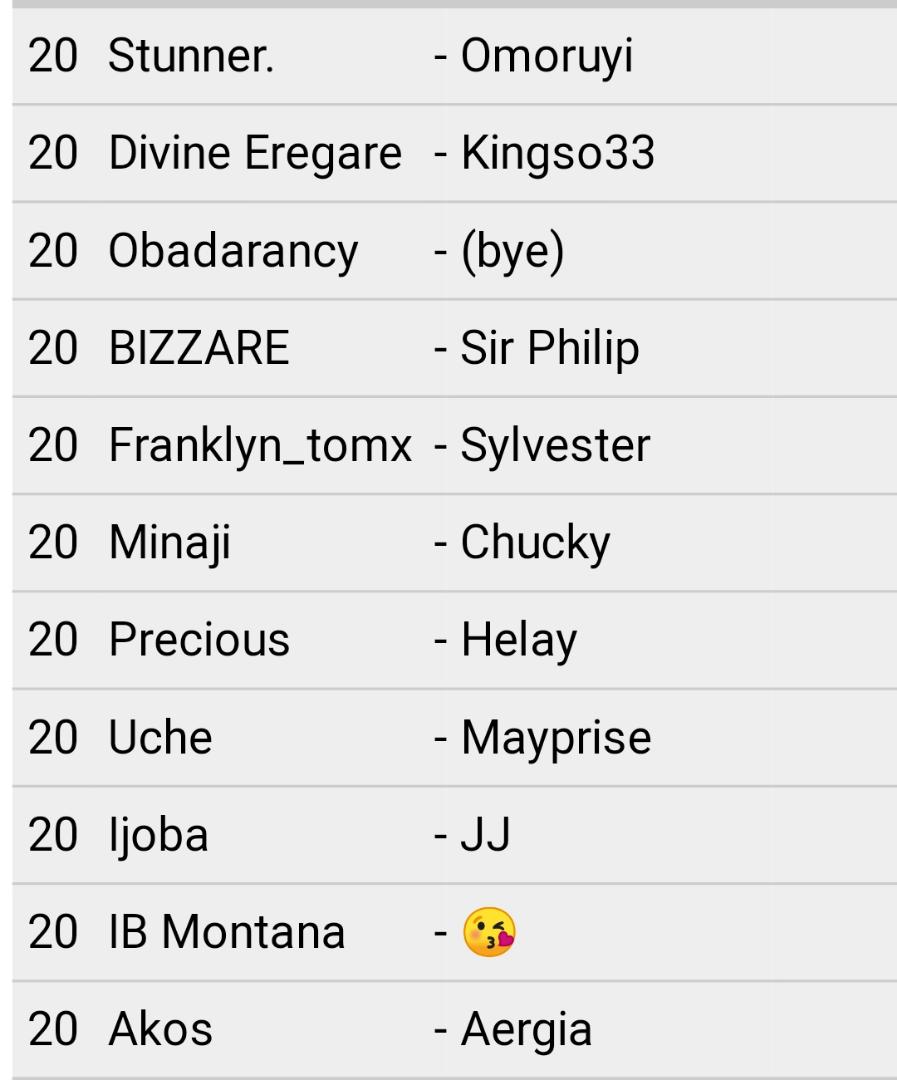 20 Stunner. - Omoruyi
20 Divine Eregare - Kingso33
20 Obadarancy - (bye)
20 BIZZARE - Sir Philip
20 Franklyn_tomx - Sylvester
20 Minaji - Chucky
20 Precious - Helay
20 Uche - Mayprise
20 Ijoba - JJ
20 IB Montana - 😘
20 Akos - Aergia